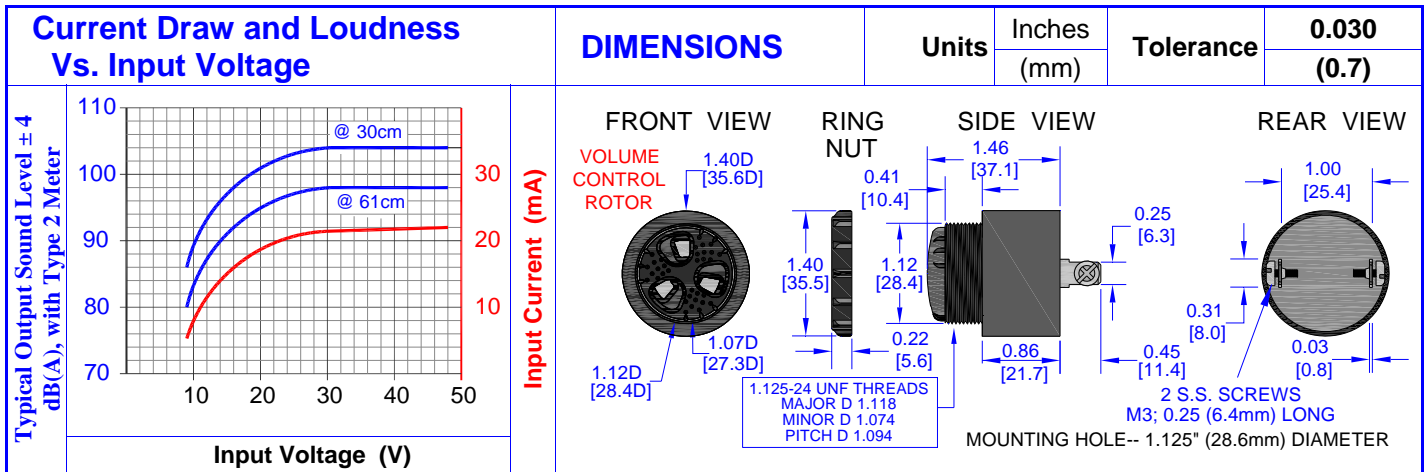 Current Draw and Loudness
Vs. Input Voltage
DIMENSIONS
Units
Inches
(mm)
Tolerance
0.030
(0.7)
Typical Output Sound Level ± 4
dB(A), with Type 2 Meter
110
100
90
80
70
@ 30cm
@ 61cm
30
20
10
Input Current (mA)
10
20
30
40
50
Input Voltage (V)
FRONT VIEW
VOLUME
CONTROL
ROTOR
1.40D
[35.6D]
1.07D
[27.3D]
1.12D
[28.4D]
RING
NUT
1.40
[35.5]
0.22
[5.6]
SIDE VIEW
1.46
[37.1]
0.41
[10.4]
1.12
[28.4]
0.25
[6.3]
0.86
[21.7]
0.45
[11.4]
1.125-24 UNF THREADS
MAJOR D 1.118
MINOR D 1.074
PITCH D 1.094
REAR VIEW
1.00
[25.4]
0.31
[8.0]
0.03
[0.8]
2 S.S. SCREWS
M3; 0.25 (6.4mm) LONG
MOUNTING HOLE-- 1.125" (28.6mm) DIAMETER